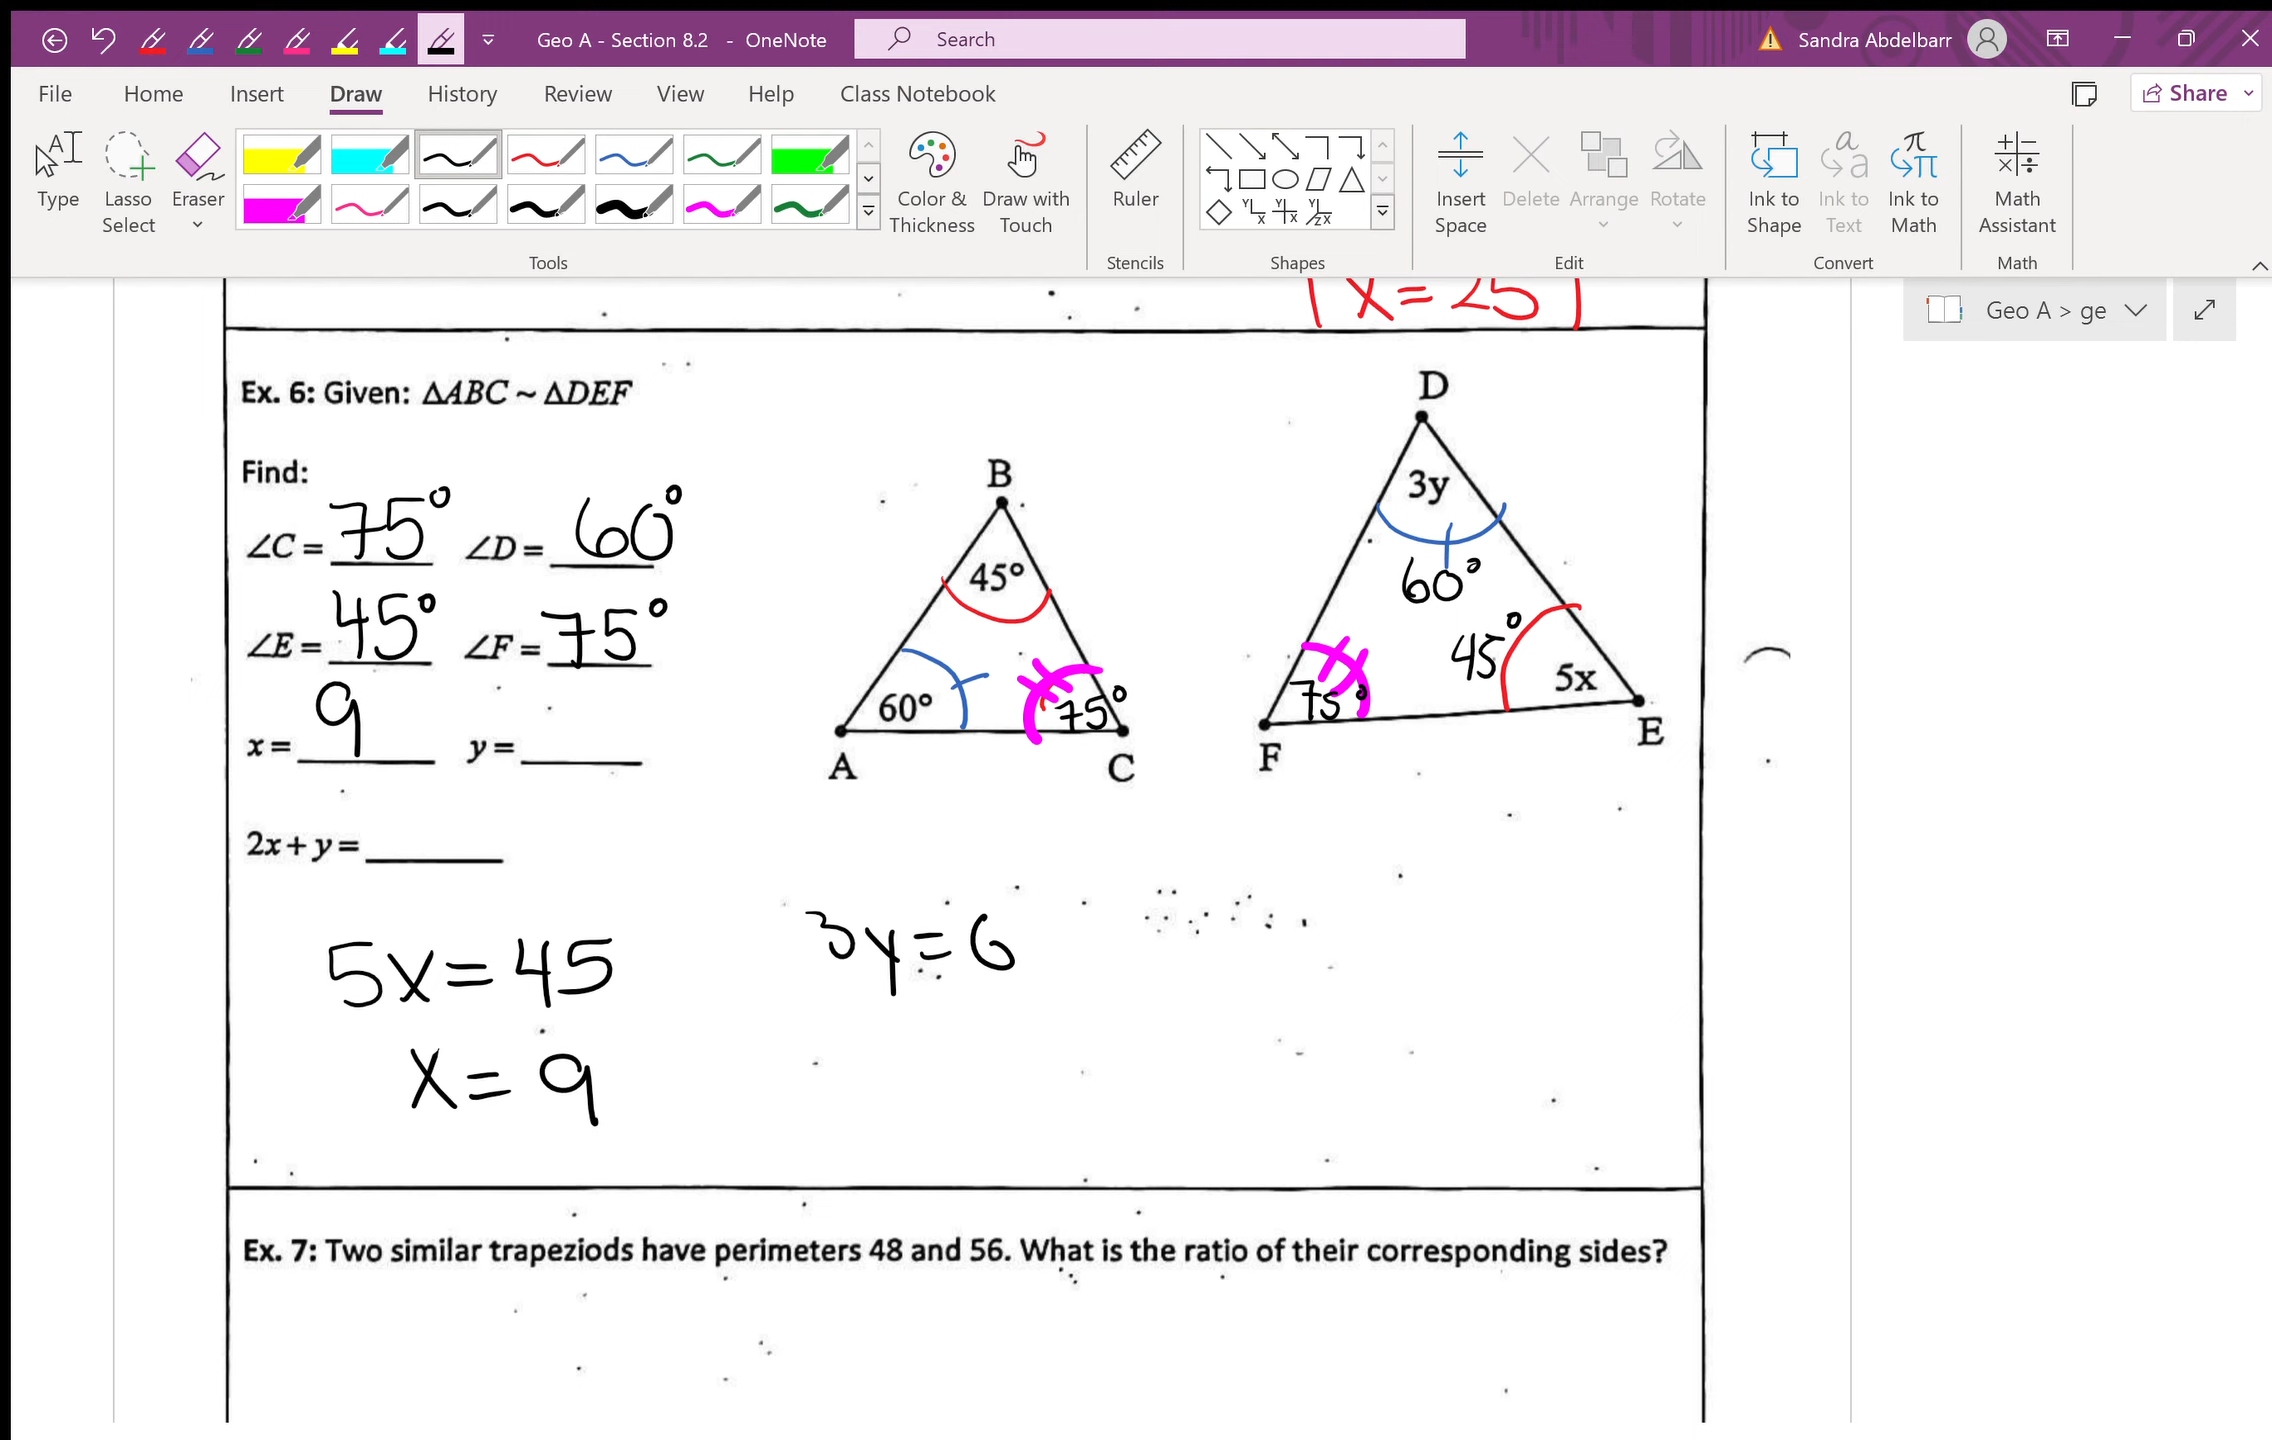 Geo A - Section 8.2 - OneNote
Search
Sandra Abdelbarr
File Home Insert Draw History Review View Help Class Notebook
Share
Type
Lasso Select
Eraser
Color & Thickness
Draw with Touch
Ruler
Insert Space
Delete
Arrange
Rotate
Ink to Shape
Ink to Text
Ink to Math
Math Assistant
Tools
Stencils
Shapes
Edit
Convert
Math
Geo A > ge
x = 25
Ex. 6: Given: ΔABC ~ ΔDEF
Find:
∠C = 75° ∠D = 60°
∠E = 45° ∠F = 75°
x = 9 y =
2x + y =
B
45°
60°
75°
A
C
D
3y
60°
45°
5x
75°
F
E
5x = 45
x = 9
3y = 6
Ex. 7: Two similar trapeziods have perimeters 48 and 56. What is the ratio of their corresponding sides?